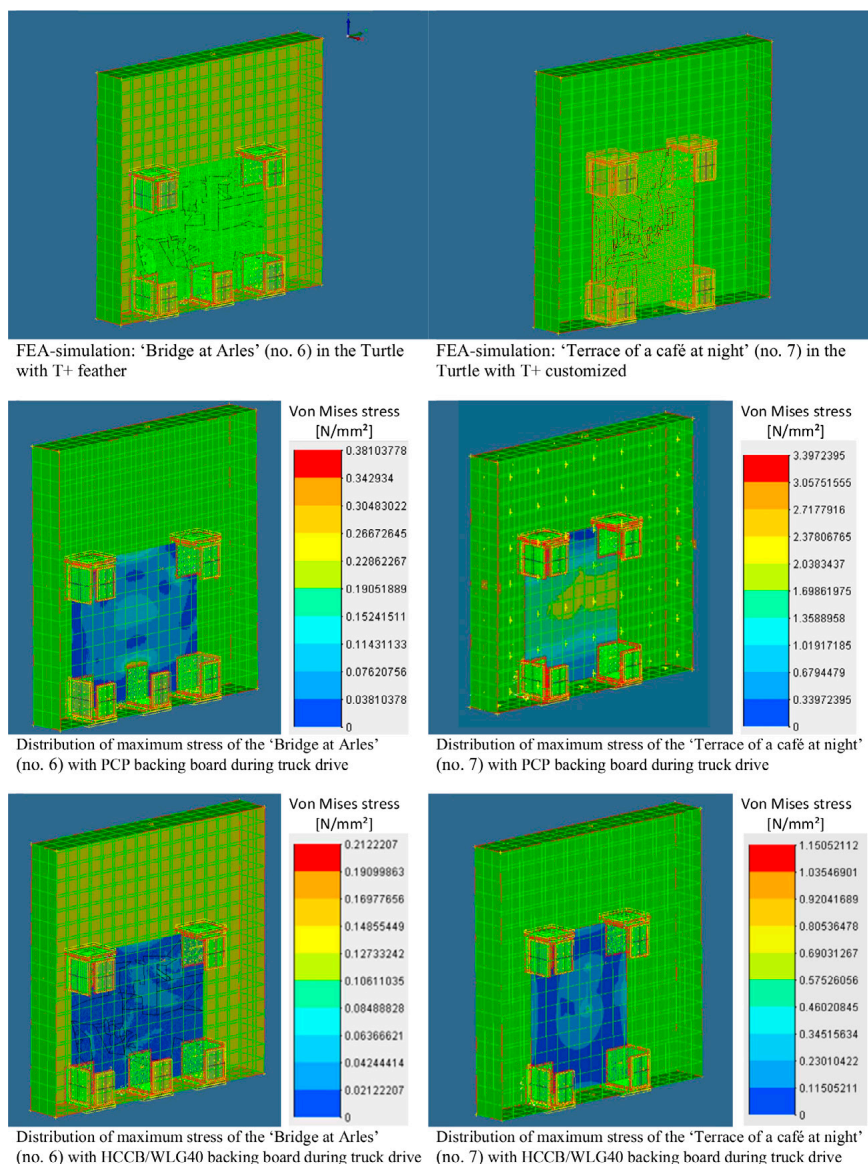 FEA-simulation: ‘Bridge at Arles’ (no. 6) in the Turtle
with T+ feather
FEA-simulation: ‘Terrace of a café at night’ (no. 7) in the
Turtle with T+ customized
Von Mises stress
[N/mm²]
0.38103778
0.342934
0.30483022
0.26672645
0.22862267
0.19051889
0.15241511
0.11431133
0.07620756
0.03810378
0
Distribution of maximum stress of the ‘Bridge at Arles’
(no. 6) with PCP backing board during truck drive
Von Mises stress
[N/mm²]
3.3972395
3.05751555
2.7177916
2.37806765
2.0383437
1.69861975
1.3588958
1.01917185
0.6794479
0.33972395
0
Distribution of maximum stress of the ‘Terrace of a café at night’
(no. 7) with PCP backing board during truck drive
Von Mises stress
[N/mm²]
0.2122207
0.19099863
0.16977656
0.14855449
0.12733242
0.10611035
0.08488828
0.06366621
0.04244414
0.02122207
0
Distribution of maximum stress of the ‘Bridge at Arles’
(no. 6) with HCCB/WLG40 backing board during truck drive
Von Mises stress
[N/mm²]
1.15052112
1.03546901
0.92041689
0.80536478
0.69031267
0.57526056
0.46020845
0.34515634
0.23010422
0.11505211
0
Distribution of maximum stress of the ‘Terrace of a café at night’
(no. 7) with HCCB/WLG40 backing board during truck drive